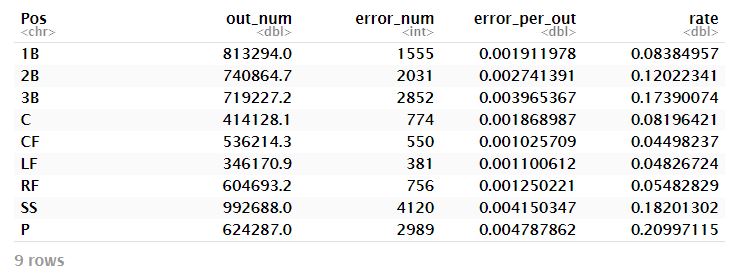 Pos out_num error_num error_per_out rate
<chr> <dbl> <int> <dbl> <dbl>
1B 813294.0 1555 0.001911978 0.08384957
2B 740864.7 2031 0.002741391 0.12022341
3B 719227.2 2852 0.003965367 0.17390074
C 414128.1 774 0.001868987 0.08196421
CF 536214.3 550 0.001025709 0.04498237
LF 346170.9 381 0.001100612 0.04826724
RF 604693.2 756 0.001250221 0.05482829
SS 992688.0 4120 0.004150347 0.18201302
P 624287.0 2989 0.004787862 0.20997115
9 rows